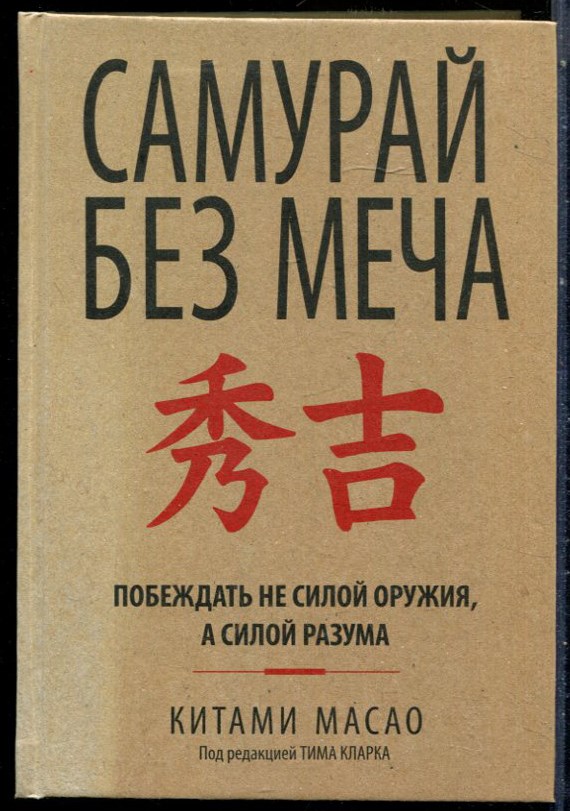 САМУРАЙ
БЕЗ МЕЧА
秀吉
ПОБЕЖДАТЬ НЕ СИЛОЙ ОРУЖИЯ,
А СИЛОЙ РАЗУМА
КИТАМИ МАСАО
Под редакцией ТИМА КЛАРКА